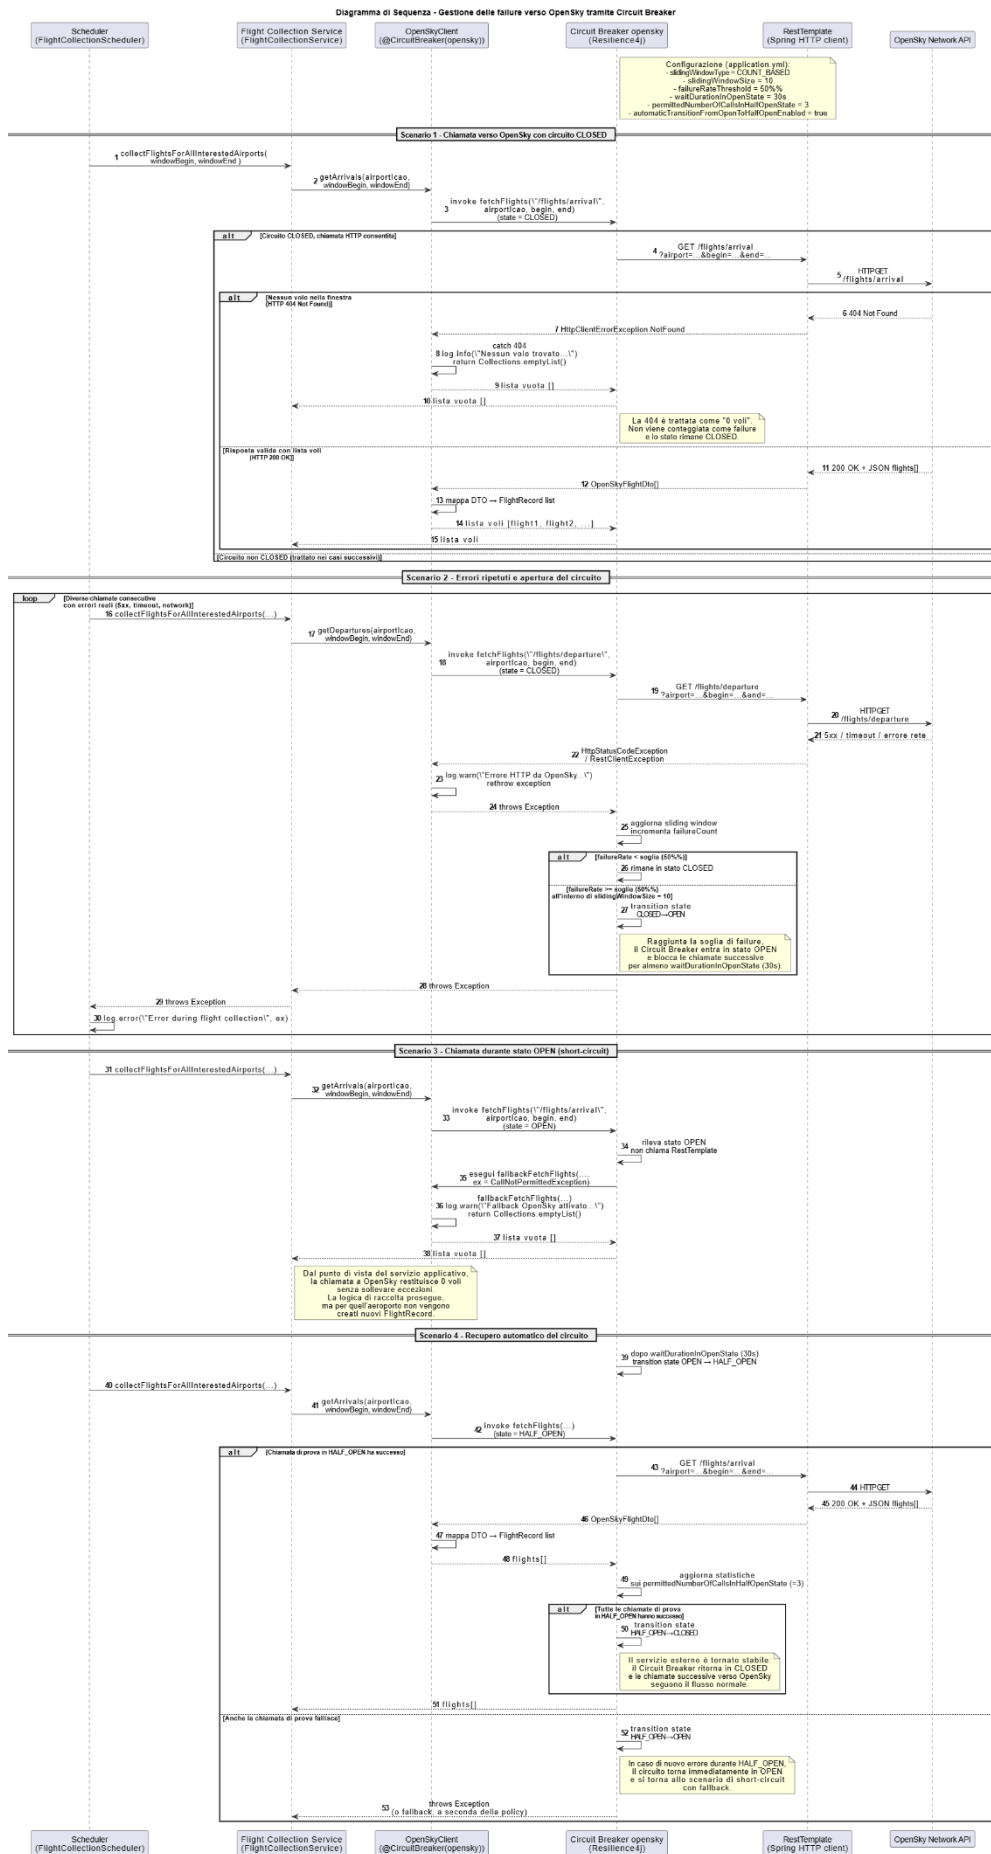 Diagramma di Sequenza - Gestione delle failure verso OpenSky tramite Circuit Breaker
Scheduler
(FlightCollectionScheduler)
Flight Collection Service
(FlightCollectionService)
OpenSkyClient
(@CircuitBreaker(opensky))
Circuit Breaker opensky
(Resilience4j)
RestTemplate
(Spring HTTP client)
OpenSky Network API
Configurazione (application.yml):
- slidingWindowType = COUNT_BASED
- slidingWindowSize = 10
- failureRateThreshold = 50%%
- waitDurationInOpenState = 30s
- permittedNumberOfCallsInHalfOpenState = 3
- automaticTransitionFromOpenToHalfOpenEnabled = true
Scenario 1 - Chiamata verso OpenSky con circuito CLOSED
1 collectFlightsForAllInterestedAirports(
windowBegin, windowEnd )
2 getArrivals(airportIcao,
windowBegin, windowEnd)
3 invoke fetchFlights(\"/flights/arrival\",
airportIcao, begin, end)
(state = CLOSED)
alt [Circuito CLOSED, chiamata HTTP consentita]
4 GET /flights/arrival
?airport=...&begin=...&end=...
5 HTTPGET
/flights/arrival
alt [Nessun volo nella finestra
(HTTP 404 Not Found)]
6 404 Not Found
7 HttpClientErrorException.NotFound
catch 404
8 log.info(\"Nessun volo trovato...\")
return Collections.emptyList()
9 lista vuota []
10 lista vuota []
La 404 è trattata come "0 voli".
Non viene conteggiata come failure
e lo stato rimane CLOSED.
[Risposta valida con lista voli
(HTTP 200 OK)]
11 200 OK + JSON flights[]
12 OpenSkyFlightDto[]
13 mappa DTO → FlightRecord list
14 lista voli [flight1, flight2, ...]
15 lista voli
[Circuito non CLOSED (trattato nei casi successivi)]
Scenario 2 - Errori ripetuti e apertura del circuito
loop [Diverse chiamate consecutive
con errori reali (5xx, timeout, network)]
16 collectFlightsForAllInterestedAirports(...)
17 getDepartures(airportIcao,
windowBegin, windowEnd)
18 invoke fetchFlights(\"/flights/departure\",
airportIcao, begin, end)
(state = CLOSED)
19 GET /flights/departure
?airport=...&begin=...&end=...
20 HTTPGET
/flights/departure
21 5xx / timeout / errore rete
22 HttpStatusCodeException
/ RestClientException
23 log.warn(\"Errore HTTP da OpenSky...\")
rethrow exception
24 throws Exception
25 aggiorna sliding window
incrementa failureCount
alt [failureRate < soglia (50%%)]
26 rimane in stato CLOSED
[failureRate >= soglia (50%%)
all'interno di slidingWindowSize = 10]
27 transition state
CLOSED→OPEN
Raggiunta la soglia di failure,
il Circuit Breaker entra in stato OPEN
e blocca le chiamate successive
per almeno waitDurationInOpenState (30s).
28 throws Exception
29 throws Exception
30 log.error(\"Error during flight collection\", ex)
Scenario 3 - Chiamata durante stato OPEN (short-circuit)
31 collectFlightsForAllInterestedAirports(...)
32 getArrivals(airportIcao,
windowBegin, windowEnd)
33 invoke fetchFlights(\"/flights/arrival\",
airportIcao, begin, end)
(state = OPEN)
34 rileva stato OPEN
non chiama RestTemplate
35 esegui fallbackFetchFlights(...,
ex = CallNotPermittedException)
fallbackFetchFlights(...)
36 log.warn(\"Fallback OpenSky attivato...\")
return Collections.emptyList()
37 lista vuota []
38 lista vuota []
Dal punto di vista del servizio applicativo,
la chiamata a OpenSky restituisce 0 voli
senza sollevare eccezioni.
La logica di raccolta prosegue,
ma per quell'aeroporto non vengono
creati nuovi FlightRecord.
Scenario 4 - Recupero automatico del circuito
39 dopo waitDurationInOpenState (30s)
transition state OPEN → HALF_OPEN
40 collectFlightsForAllInterestedAirports(...)
41 getArrivals(airportIcao,
windowBegin, windowEnd)
42 invoke fetchFlights(...)
(state = HALF_OPEN)
alt [Chiamata di prova in HALF_OPEN ha successo]
43 GET /flights/arrival
?airport=...&begin=...&end=...
44 HTTPGET
45 200 OK + JSON flights[]
46 OpenSkyFlightDto[]
47 mappa DTO → FlightRecord list
48 flights[]
49 aggiorna statistiche
sui permittedNumberOfCallsInHalfOpenState (=3)
alt [Tutte le chiamate di prova
in HALF_OPEN hanno successo]
50 transition state
HALF_OPEN→CLOSED
Il servizio esterno è tornato stabile:
il Circuit Breaker ritorna in CLOSED
e le chiamate successive verso OpenSky
seguono il flusso normale.
51 flights[]
[Anche la chiamata di prova fallisce]
52 transition state
HALF_OPEN→OPEN
In caso di nuovo errore durante HALF_OPEN,
il circuito torna immediatamente in OPEN
e si torna allo scenario di short-circuit
con fallback.
53 throws Exception
(o fallback, a seconda della policy)
Scheduler
(FlightCollectionScheduler)
Flight Collection Service
(FlightCollectionService)
OpenSkyClient
(@CircuitBreaker(opensky))
Circuit Breaker opensky
(Resilience4j)
RestTemplate
(Spring HTTP client)
OpenSky Network API